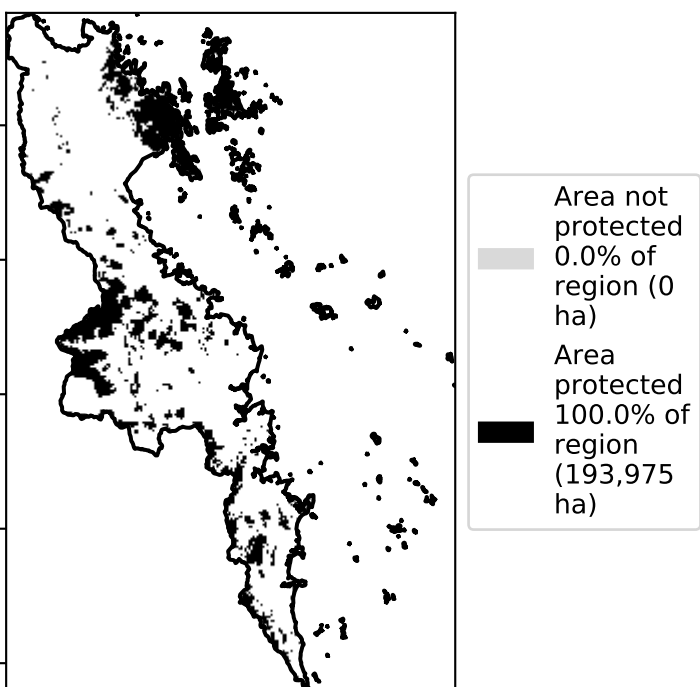 Area not
protected
0.0% of
region (0
ha)
Area
protected
100.0% of
region
(193,975
ha)